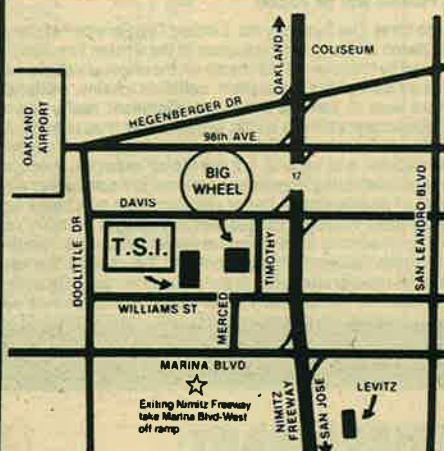 OAKLAND
COLISEUM
OAKLAND
AIRPORT
HEGENBERGER DR
98th AVE
BIG
WHEEL
17
DAVIS
SAN LEANDRO BLVD
T.S.I.
TIMOTHY
DOOLITTLE DR
WILLIAMS ST
MERCED
MARINA BLVD
Exiting Nimitz Freeway
take Marina Blvd-West
off ramp
NIMITZ
FREEWAY
SAN JOSE
LEVITZ